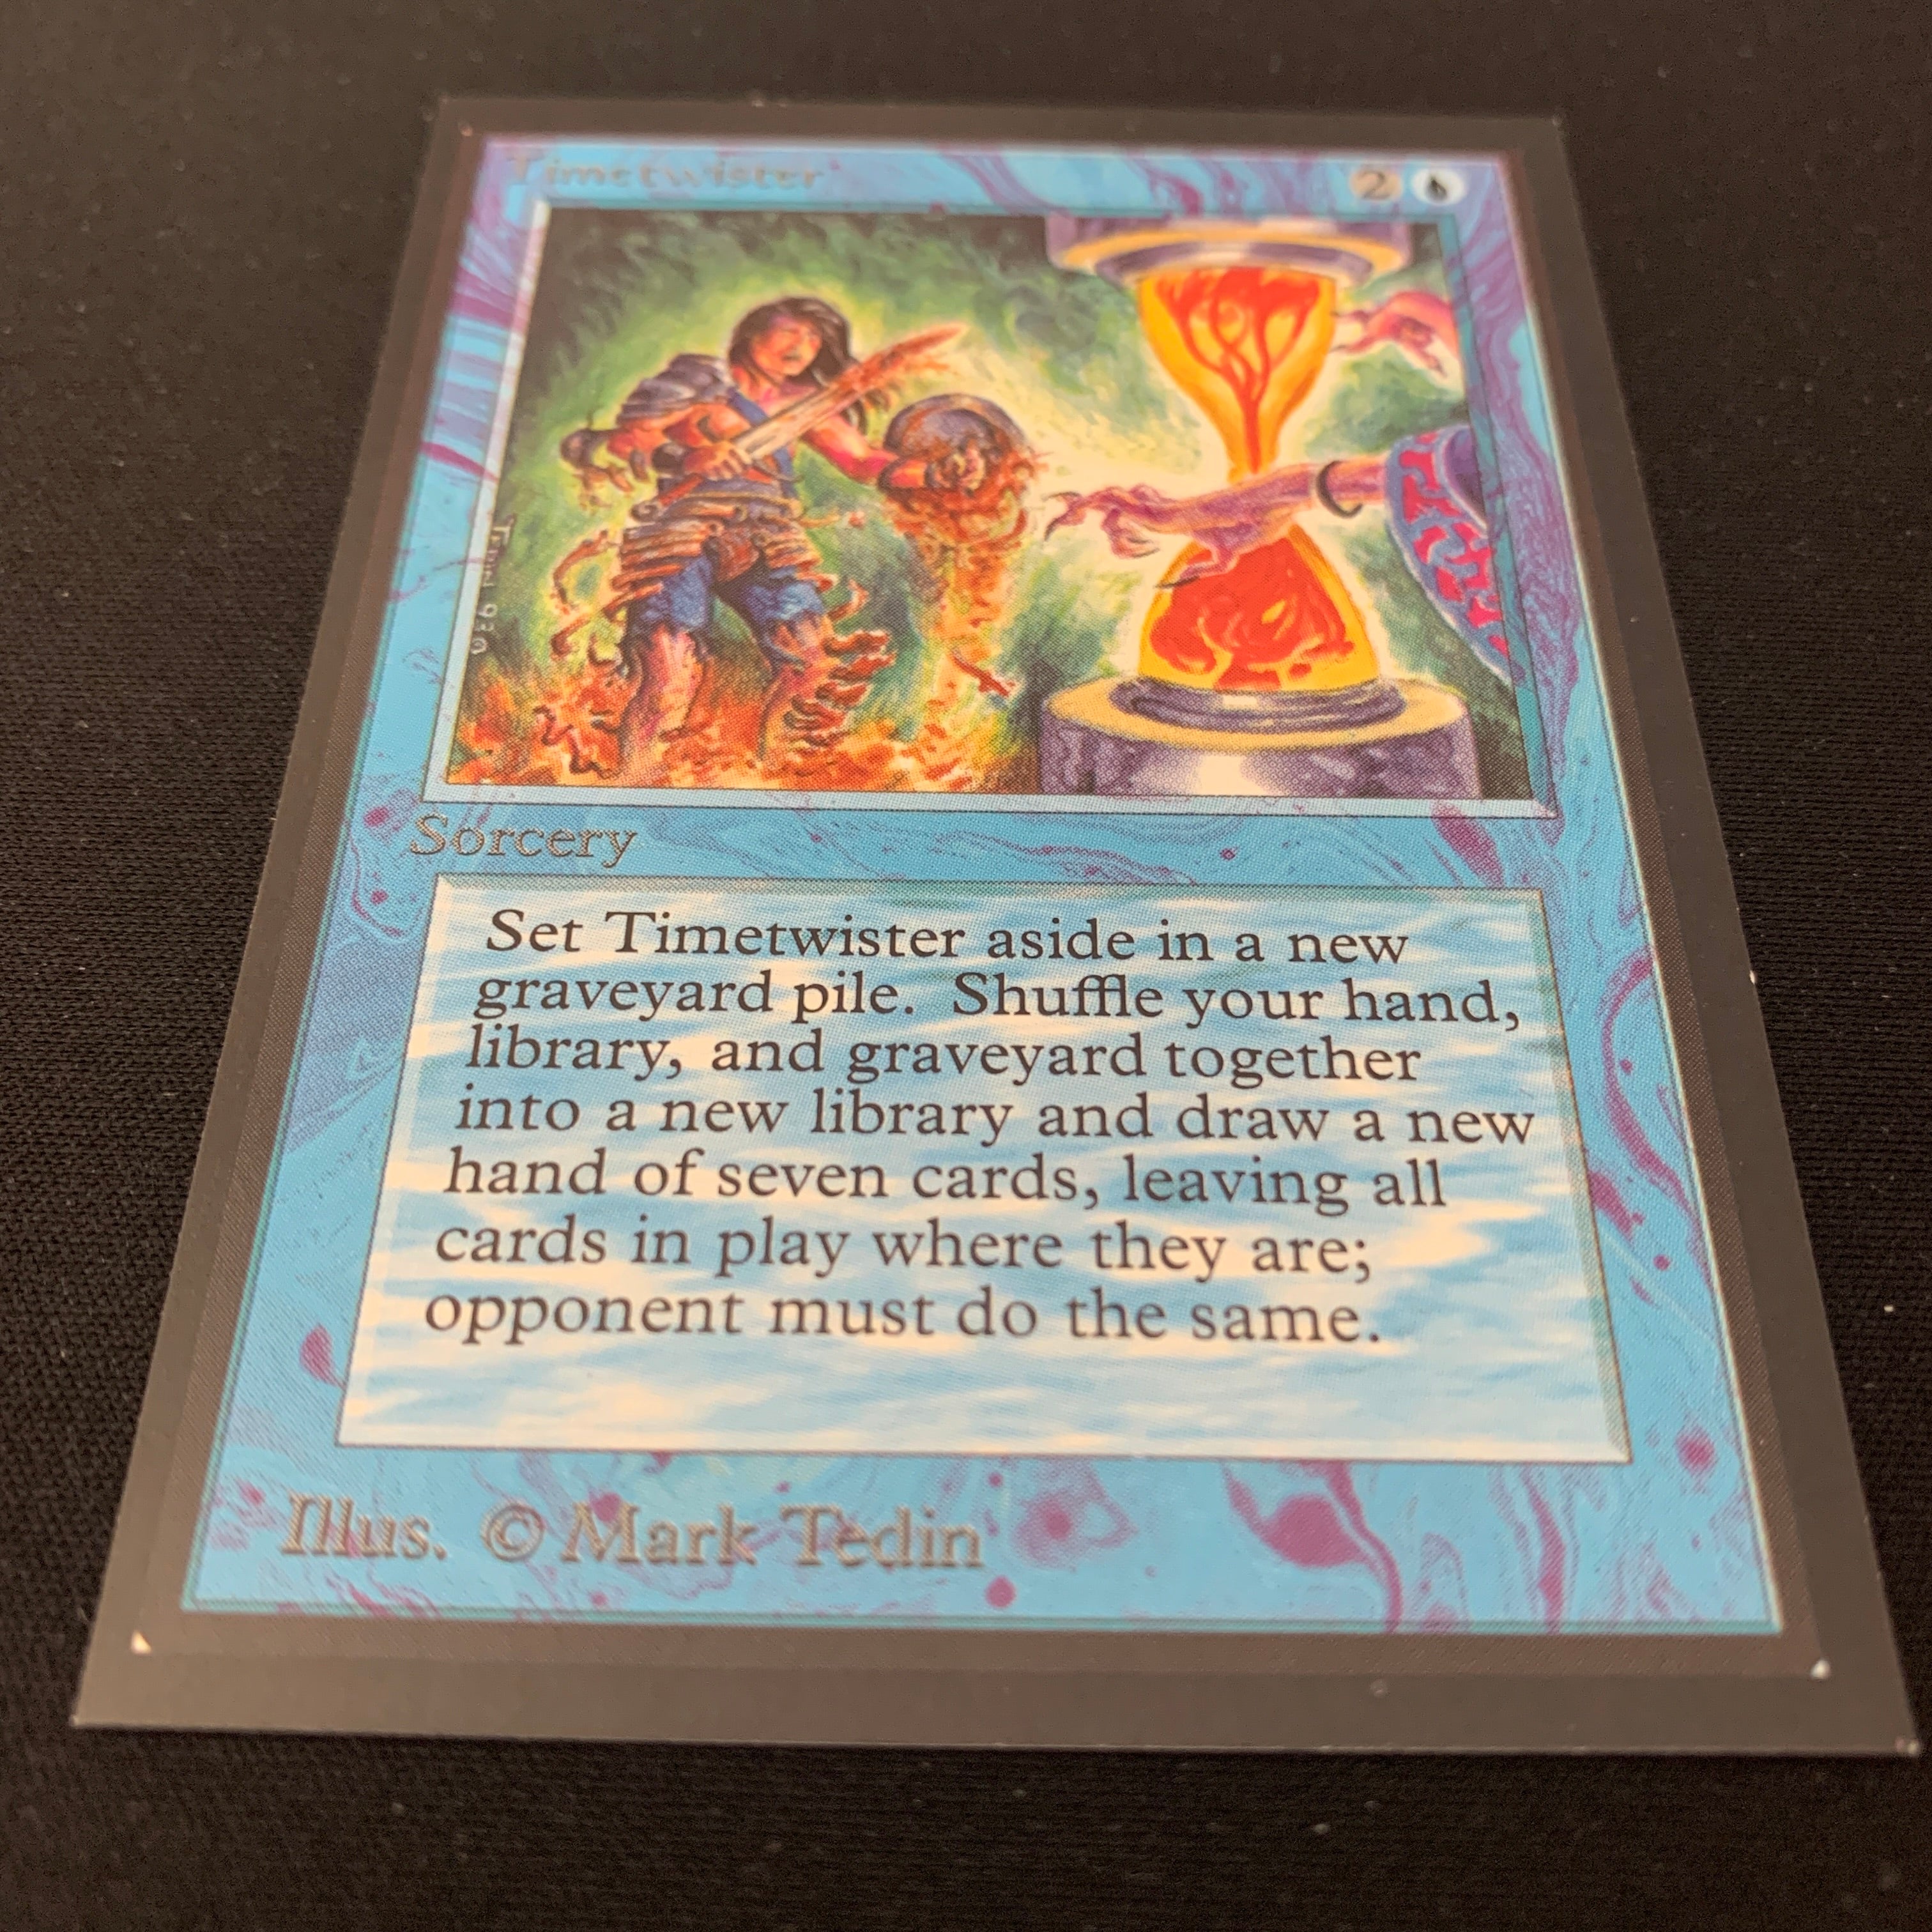 Timetwister 2
TEDIN 93 ©
Sorcery
Set Timetwister aside in a new
graveyard pile. Shuffle your hand,
library, and graveyard together
into a new library and draw a new
hand of seven cards, leaving all
cards in play where they are;
opponent must do the same.
Illus. © Mark Tedin